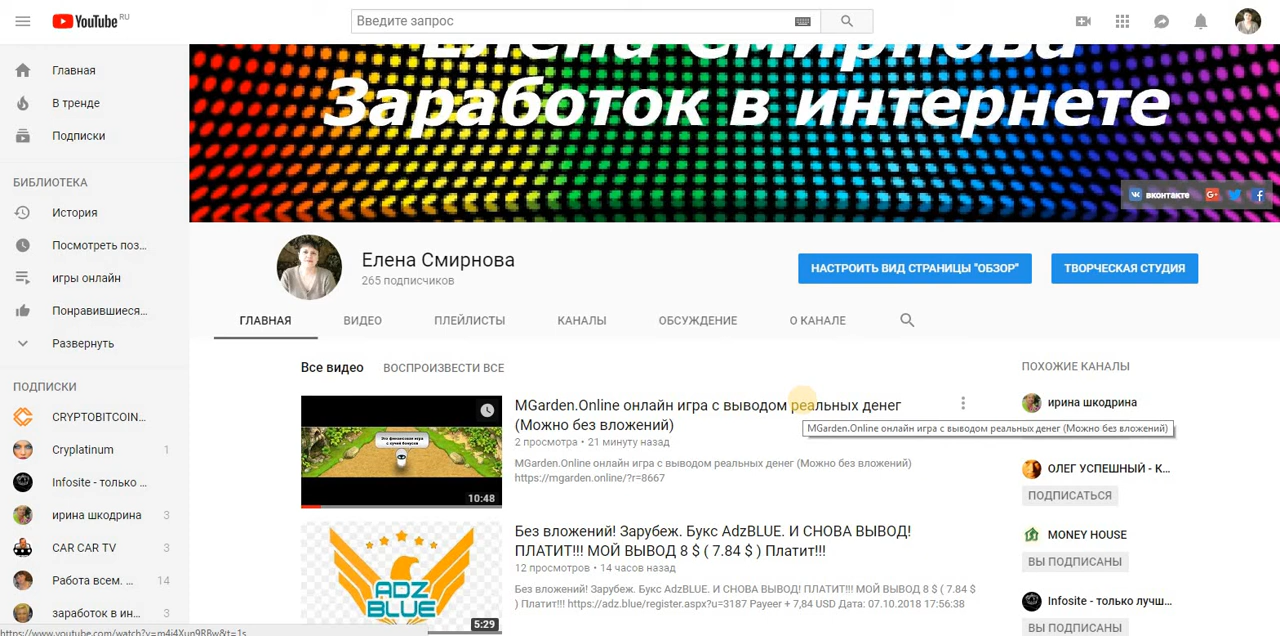 YouTube RU
Введите запрос
Елена Смирнова
Заработок в интернете
вконтакте
G+
Главная
В тренде
Подписки
БИБЛИОТЕКА
История
Посмотреть поз...
игры онлайн
Понравившиеся...
Развернуть
ПОДПИСКИ
CRYPTOBITCOIN...
Cryplatinum 1
Infosite - только ...
ирина шкодрина 3
CAR CAR TV 3
Работа всем. ... 14
заработок в ин... 3
Елена Смирнова
265 подписчиков
НАСТРОИТЬ ВИД СТРАНИЦЫ "ОБЗОР"
ТВОРЧЕСКАЯ СТУДИЯ
ГЛАВНАЯ ВИДЕО ПЛЕЙЛИСТЫ КАНАЛЫ ОБСУЖДЕНИЕ О КАНАЛЕ
Все видео ВОСПРОИЗВЕСТИ ВСЕ
10:48
MGarden.Online онлайн игра с выводом реальных денег
(Можно без вложений)
2 просмотра • 21 минуту назад
MGarden.Online онлайн игра с выводом реальных денег (Можно без вложений)
https://mgarden.online/?r=8667
MGarden.Online онлайн игра с выводом реальных денег (Можно без вложений)
ADZ
BLUE
5:29
Без вложений! Зарубеж. Букс AdzBLUE. И СНОВА ВЫВОД!
ПЛАТИТ!!! МОЙ ВЫВОД 8 $ ( 7.84 $ ) Платит!!!
12 просмотров • 14 часов назад
Без вложений! Зарубеж. Букс AdzBLUE. И СНОВА ВЫВОД! ПЛАТИТ!!! МОЙ ВЫВОД 8 $ ( 7.84 $
) Платит!!! https://adz.blue/register.aspx?u=3187 Payeer + 7,84 USD Дата: 07.10.2018 17:56:38
ПОХОЖИЕ КАНАЛЫ
ирина шкодрина
ОЛЕГ УСПЕШНЫЙ - К...
ПОДПИСАТЬСЯ
MONEY HOUSE
ВЫ ПОДПИСАНЫ
Infosite - только лучш...
ВЫ ПОДПИСАНЫ